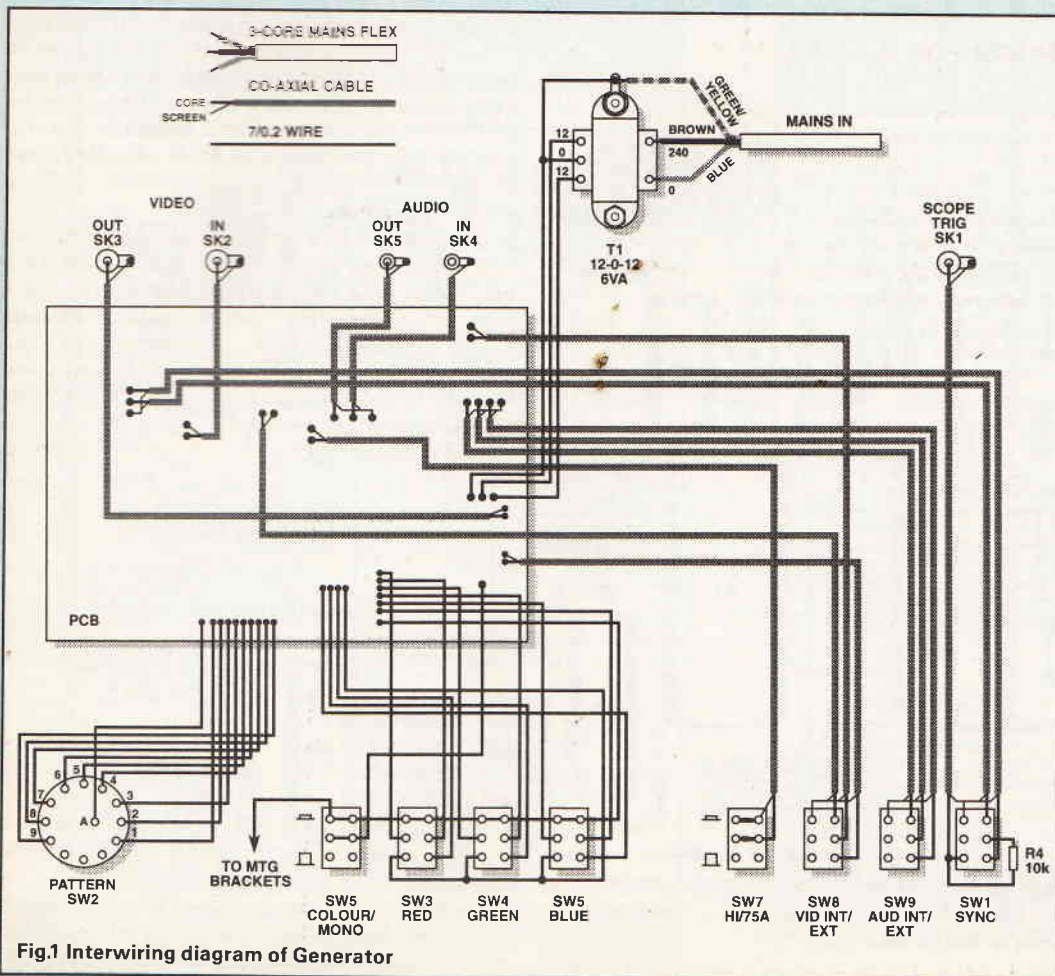 3-CORE MAINS FLEX
CO-AXIAL CABLE
CORE
SCREEN
7/0.2 WIRE
GREEN/
YELLOW
BROWN
240
BLUE
0
MAINS IN
12
0
12
T1
12-0-12
6VA
VIDEO
OUT
SK3
IN
SK2
AUDIO
OUT
SK5
IN
SK4
SCOPE
TRIG
SK1
PCB
1
2
3
4
5
6
7
8
9
A
PATTERN
SW2
TO MTG
BRACKETS
SW5
COLOUR/
MONO
SW3
RED
SW4
GREEN
SW5
BLUE
SW7
HI/75A
SW8
VID INT/
EXT
SW9
AUD INT/
EXT
SW1
SYNC
R4
10k
Fig.1 Interwiring diagram of Generator